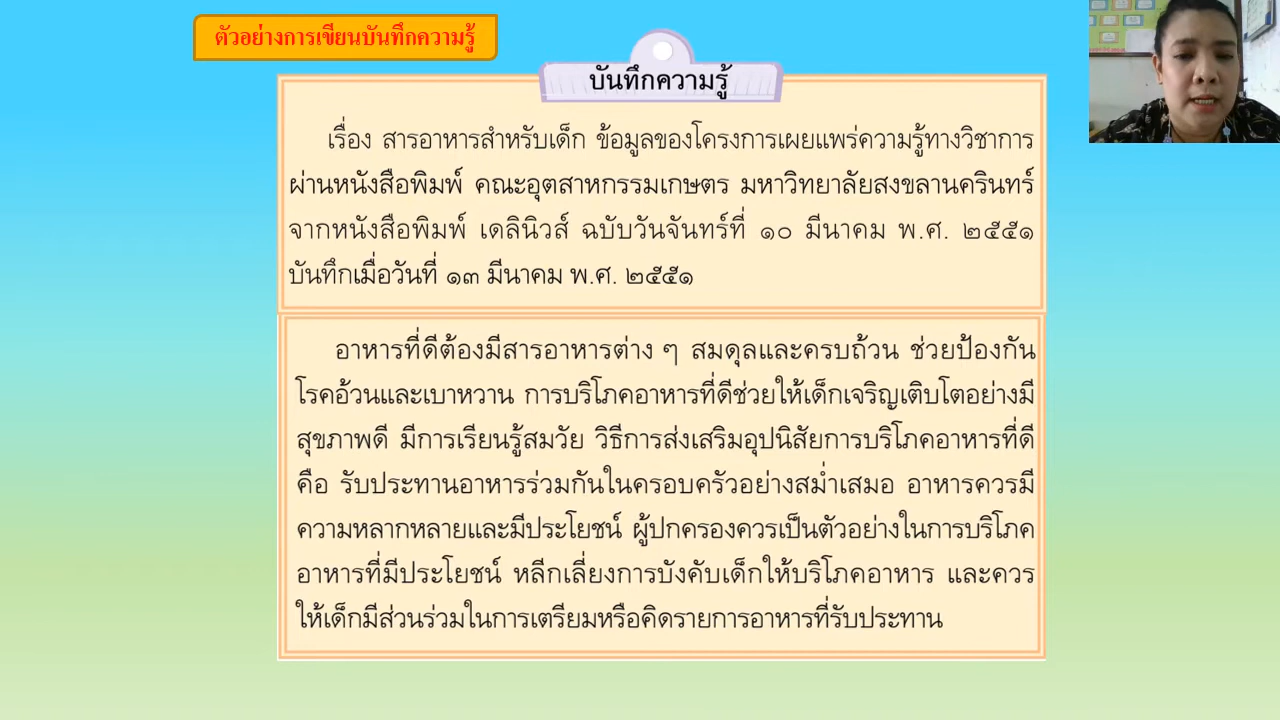 ตัวอย่างการเขียนบันทึกความรู้
บันทึกความรู้
เรื่อง สารอาหารสำหรับเด็ก ข้อมูลของโครงการเผยแพร่ความรู้ทางวิชาการ
ผ่านหนังสือพิมพ์ คณะอุตสาหกรรมเกษตร มหาวิทยาลัยสงขลานครินทร์
จากหนังสือพิมพ์ เดลินิวส์ ฉบับวันจันทร์ที่ ๑๐ มีนาคม พ.ศ. ๒๕๕๑
บันทึกเมื่อวันที่ ๑๓ มีนาคม พ.ศ. ๒๕๕๑
อาหารที่ดีต้องมีสารอาหารต่าง ๆ สมดุลและครบถ้วน ช่วยป้องกัน
โรคอ้วนและเบาหวาน การบริโภคอาหารที่ดีช่วยให้เด็กเจริญเติบโตอย่างมี
สุขภาพดี มีการเรียนรู้สมวัย วิธีการส่งเสริมอุปนิสัยการบริโภคอาหารที่ดี
คือ รับประทานอาหารร่วมกันในครอบครัวอย่างสม่ำเสมอ อาหารควรมี
ความหลากหลายและมีประโยชน์ ผู้ปกครองควรเป็นตัวอย่างในการบริโภค
อาหารที่มีประโยชน์ หลีกเลี่ยงการบังคับเด็กให้บริโภคอาหาร และควร
ให้เด็กมีส่วนร่วมในการเตรียมหรือคิดรายการอาหารที่รับประทาน